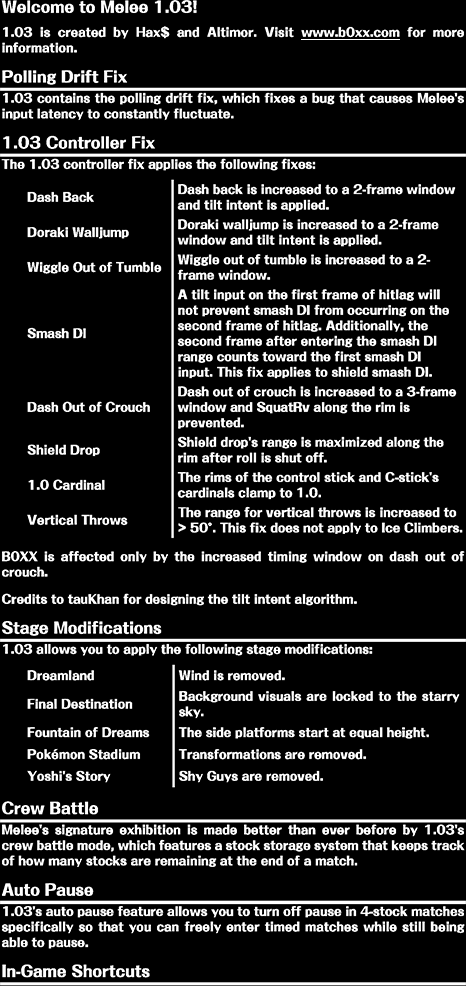 Welcome to Melee 1.03!
1.03 is created by Hax$ and Altimor. Visit www.b0xx.com for more
information.
Polling Drift Fix
1.03 contains the polling drift fix, which fixes a bug that causes Melee's
input latency to constantly fluctuate.
1.03 Controller Fix
The 1.03 controller fix applies the following fixes:
Dash Back
Dash back is increased to a 2-frame window
and tilt intent is applied.
Doraki Walljump
Doraki walljump is increased to a 2-frame
window and tilt intent is applied.
Wiggle Out of Tumble
Wiggle out of tumble is increased to a 2-
frame window.
Smash DI
A tilt input on the first frame of hitlag will
not prevent smash DI from occurring on the
second frame of hitlag. Additionally, the
second frame after entering the smash DI
range counts toward the first smash DI
input. This fix applies to shield smash DI.
Dash Out of Crouch
Dash out of crouch is increased to a 3-frame
window and SquatRv along the rim is
prevented.
Shield Drop
Shield drop's range is maximized along the
rim after roll is shut off.
1.0 Cardinal
The rims of the control stick and C-stick's
cardinals clamp to 1.0.
Vertical Throws
The range for vertical throws is increased to
> 50°. This fix does not apply to Ice Climbers.
B0XX is affected only by the increased timing window on dash out of
crouch.
Credits to tauKhan for designing the tilt intent algorithm.
Stage Modifications
1.03 allows you to apply the following stage modifications:
Dreamland
Wind is removed.
Final Destination
Background visuals are locked to the starry
sky.
Fountain of Dreams
The side platforms start at equal height.
Pokémon Stadium
Transformations are removed.
Yoshi's Story
Shy Guys are removed.
Crew Battle
Melee's signature exhibition is made better than ever before by 1.03's
crew battle mode, which features a stock storage system that keeps track
of how many stocks are remaining at the end of a match.
Auto Pause
1.03's auto pause feature allows you to turn off pause in 4-stock matches
specifically so that you can freely enter timed matches while still being
able to pause.
In-Game Shortcuts